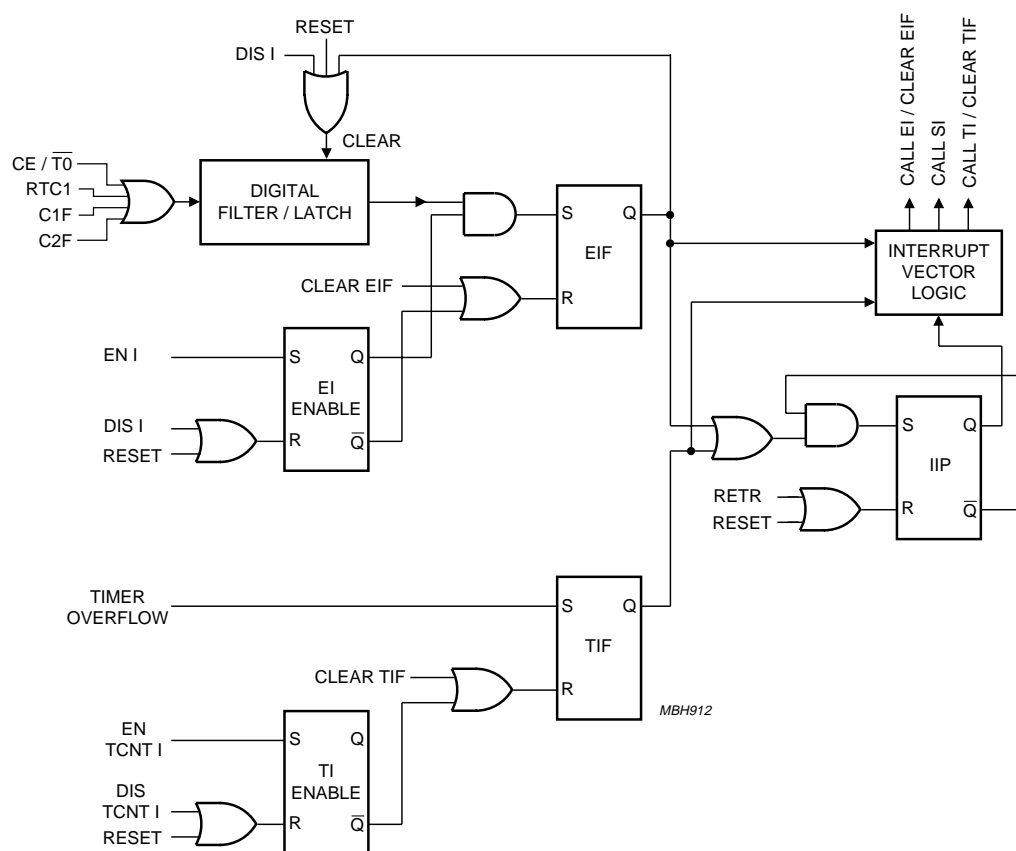 RESET
DIS I
CLEAR
CE / T̅0̅
RTC1
C1F
C2F
DIGITAL
FILTER / LATCH
S
Q
EIF
R
CLEAR EIF
EN I
S
Q
EI
ENABLE
R
Q̅
DIS I
RESET
CALL EI / CLEAR EIF
CALL SI
CALL TI / CLEAR TIF
INTERRUPT
VECTOR
LOGIC
S
Q
IIP
R
Q̅
RETR
RESET
TIMER
OVERFLOW
S
Q
TIF
R
CLEAR TIF
MBH912
EN
TCNT I
S
Q
TI
ENABLE
R
Q̅
DIS
TCNT I
RESET